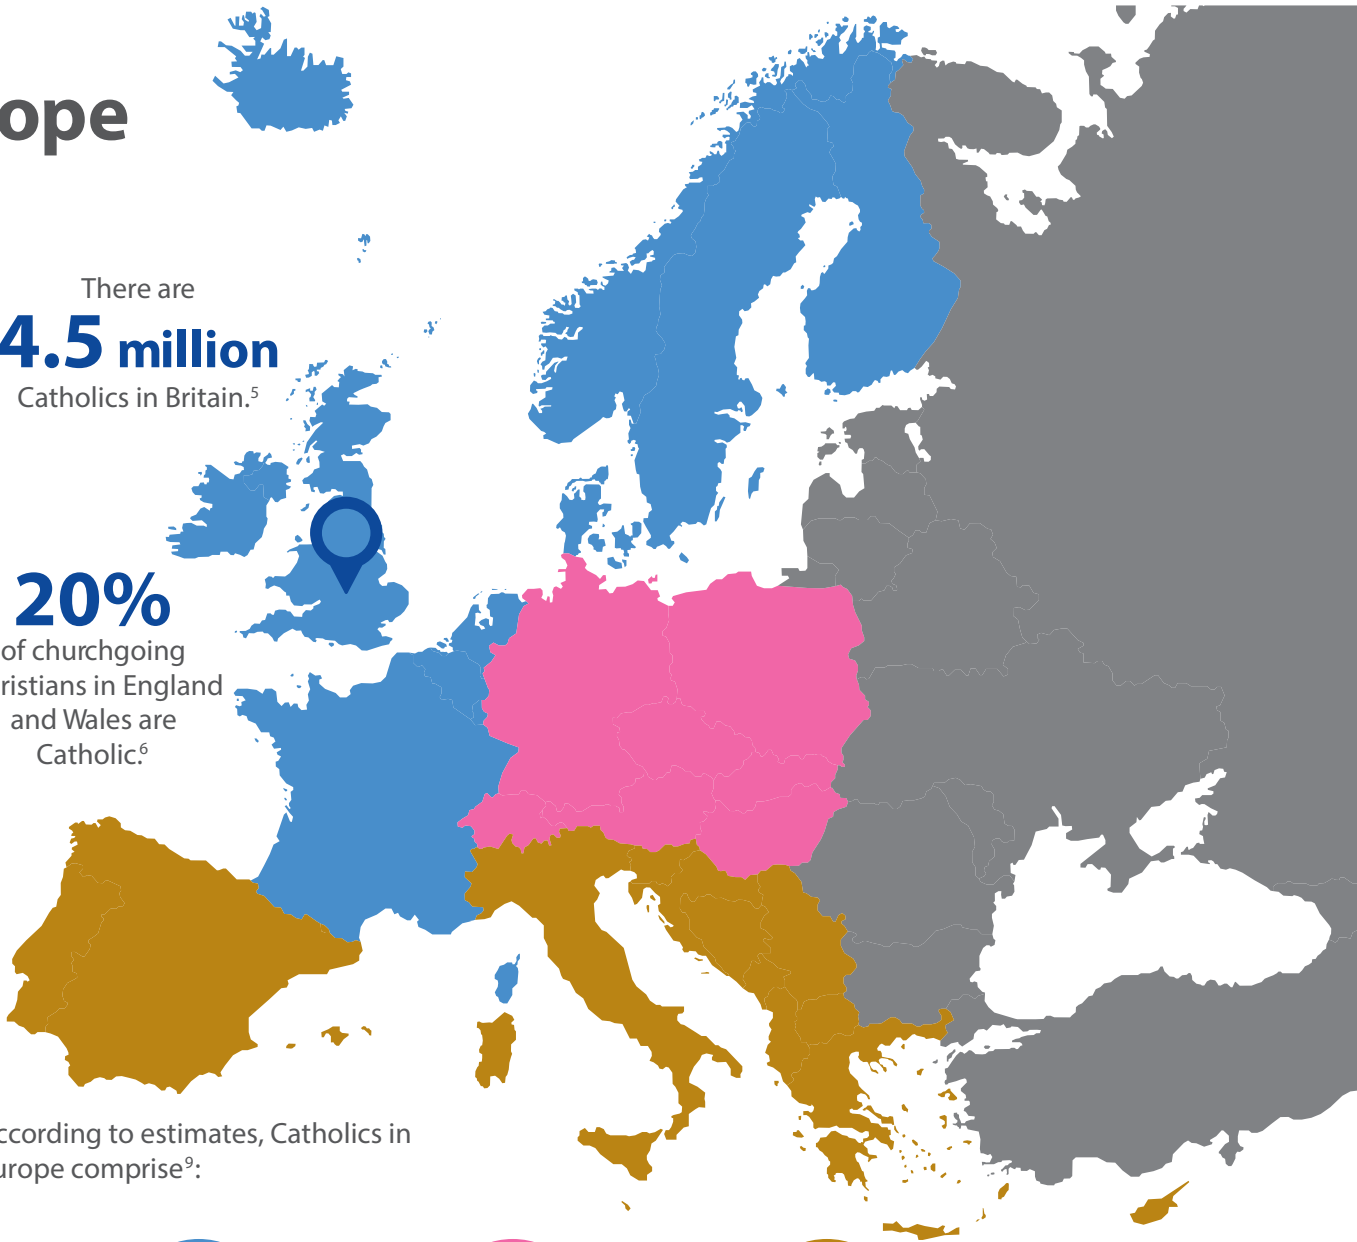 ope
There are
4.5 million
Catholics in Britain.5
20%
of churchgoing
ristians in England
and Wales are
Catholic.6
ccording to estimates, Catholics in
urope comprise9: